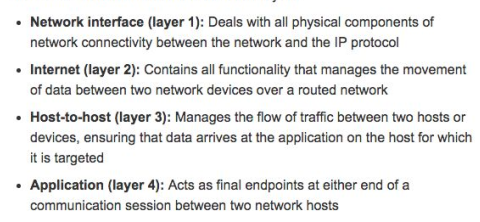 • Network interface (layer 1): Deals with all physical components of
network connectivity between the network and the IP protocol
• Internet (layer 2): Contains all functionality that manages the movement
of data between two network devices over a routed network
• Host-to-host (layer 3): Manages the flow of traffic between two hosts or
devices, ensuring that data arrives at the application on the host for which
it is targeted
• Application (layer 4): Acts as final endpoints at either end of a
communication session between two network hosts